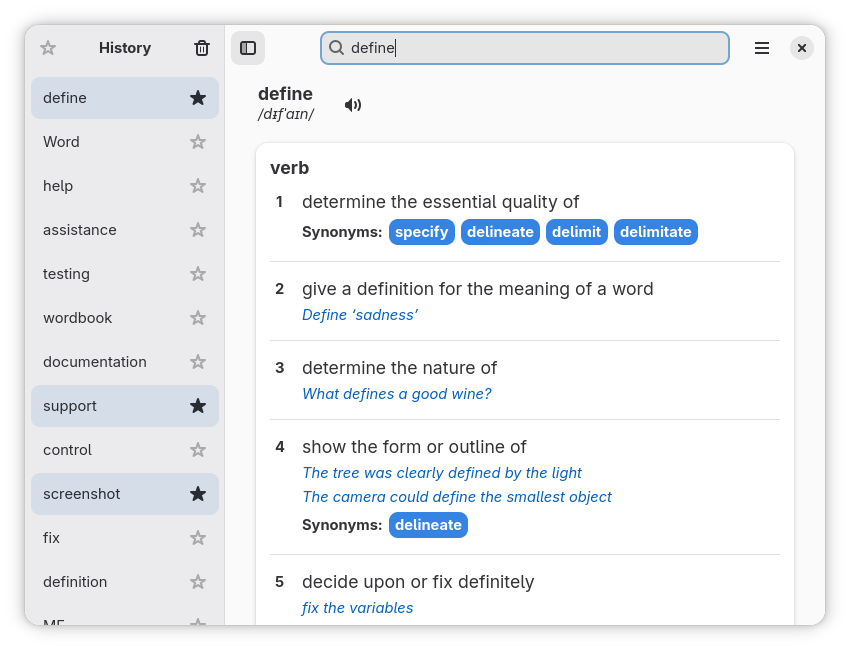 History
define
define
Word
help
assistance
testing
wordbook
documentation
support
control
screenshot
fix
definition
define
/dɪf'aɪn/
verb
1 determine the essential quality of
Synonyms: specify delineate delimit delimitate
2 give a definition for the meaning of a word
Define ‘sadness’
3 determine the nature of
What defines a good wine?
4 show the form or outline of
The tree was clearly defined by the light
The camera could define the smallest object
Synonyms: delineate
5 decide upon or fix definitely
fix the variables